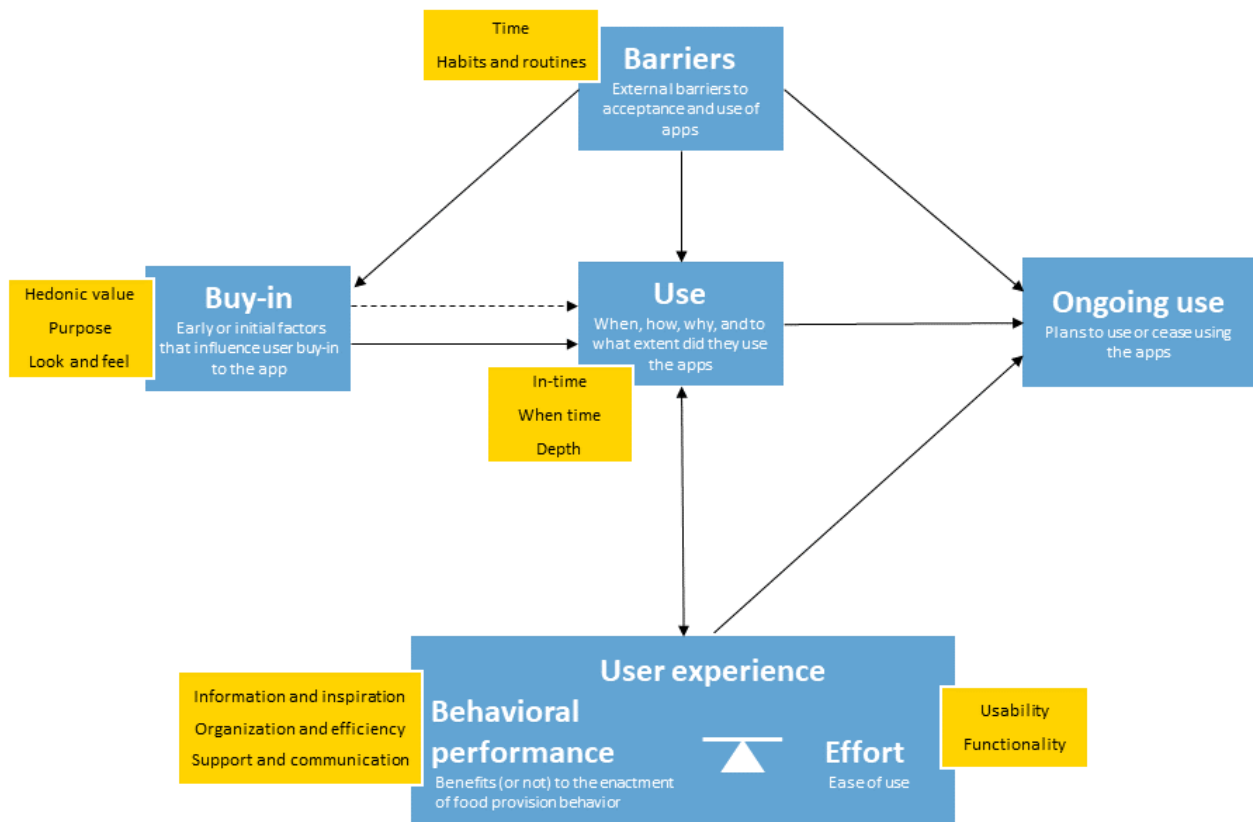 Time
Habits and routines
Barriers
External barriers to
acceptance and use of
apps
Hedonic value
Purpose
Look and feel
Buy-in
Early or initial factors
that influence user buy-in
to the app
Use
When, how, why, and to
what extent did they use
the apps
In-time
When time
Depth
Ongoing use
Plans to use or cease using
the apps
User experience
Information and inspiration
Organization and efficiency
Support and communication
Behavioral
performance
Benefits (or not) to the enactment
of food provision behavior
Effort
Ease of use
Usability
Functionality